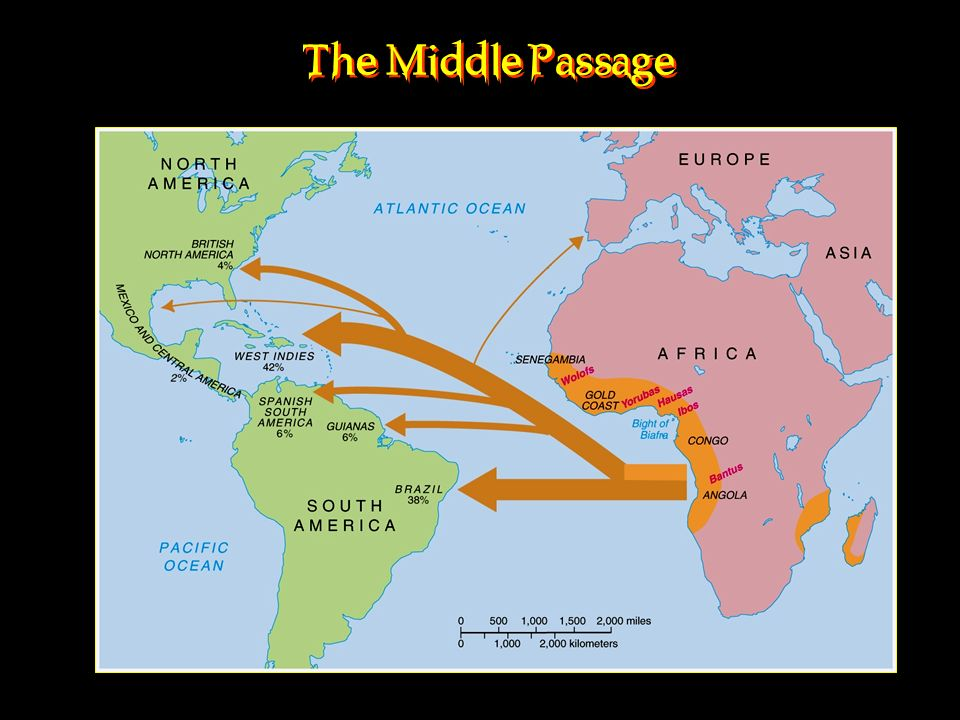 The Middle Passage
NORTH
AMERICA
EUROPE
ATLANTIC OCEAN
ASIA
BRITISH
NORTH AMERICA
4%
MEXICO AND CENTRAL AMERICA
2%
WEST INDIES
42%
SENEGAMBIA
AFRICA
Wolofs
GOLD
COAST
Yorubas
Hausas
Ibos
SPANISH
SOUTH
AMERICA
6%
GUIANAS
6%
Bight of
Biafra
CONGO
Bantus
ANGOLA
BRAZIL
38%
SOUTH
AMERICA
PACIFIC
OCEAN
0 500 1,000 1,500 2,000 miles
0 1,000 2,000 kilometers